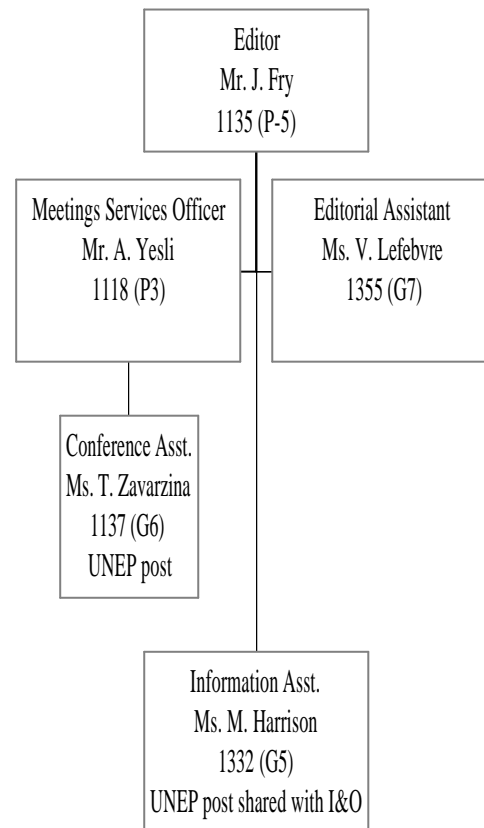 Editor
Mr. J. Fry
1135 (P-5)
Meetings Services Officer
Mr. A. Yesli
1118 (P3)
Editorial Assistant
Ms. V. Lefebvre
1355 (G7)
Conference Asst.
Ms. T. Zavarzina
1137 (G6)
UNEP post
Information Asst.
Ms. M. Harrison
1332 (G5)
UNEP post shared with I&O